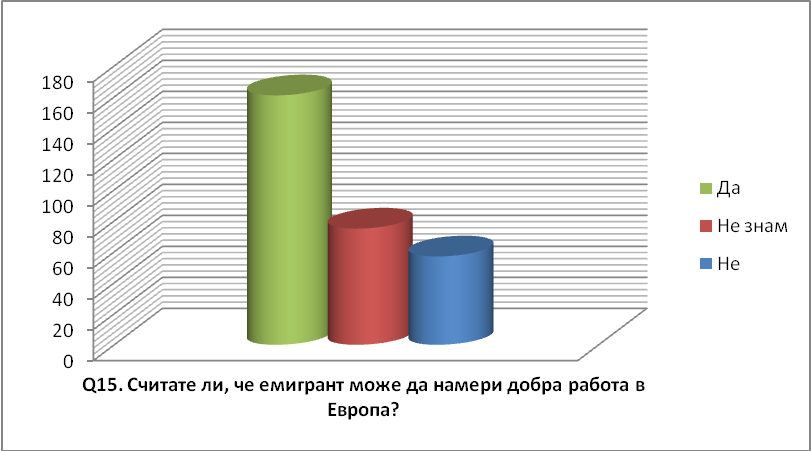 180
160
140
120
100
80
60
40
20
0
Да
Не знам
Не
Q15. Считате ли, че емигрант може да намери добра работа в
Европа?